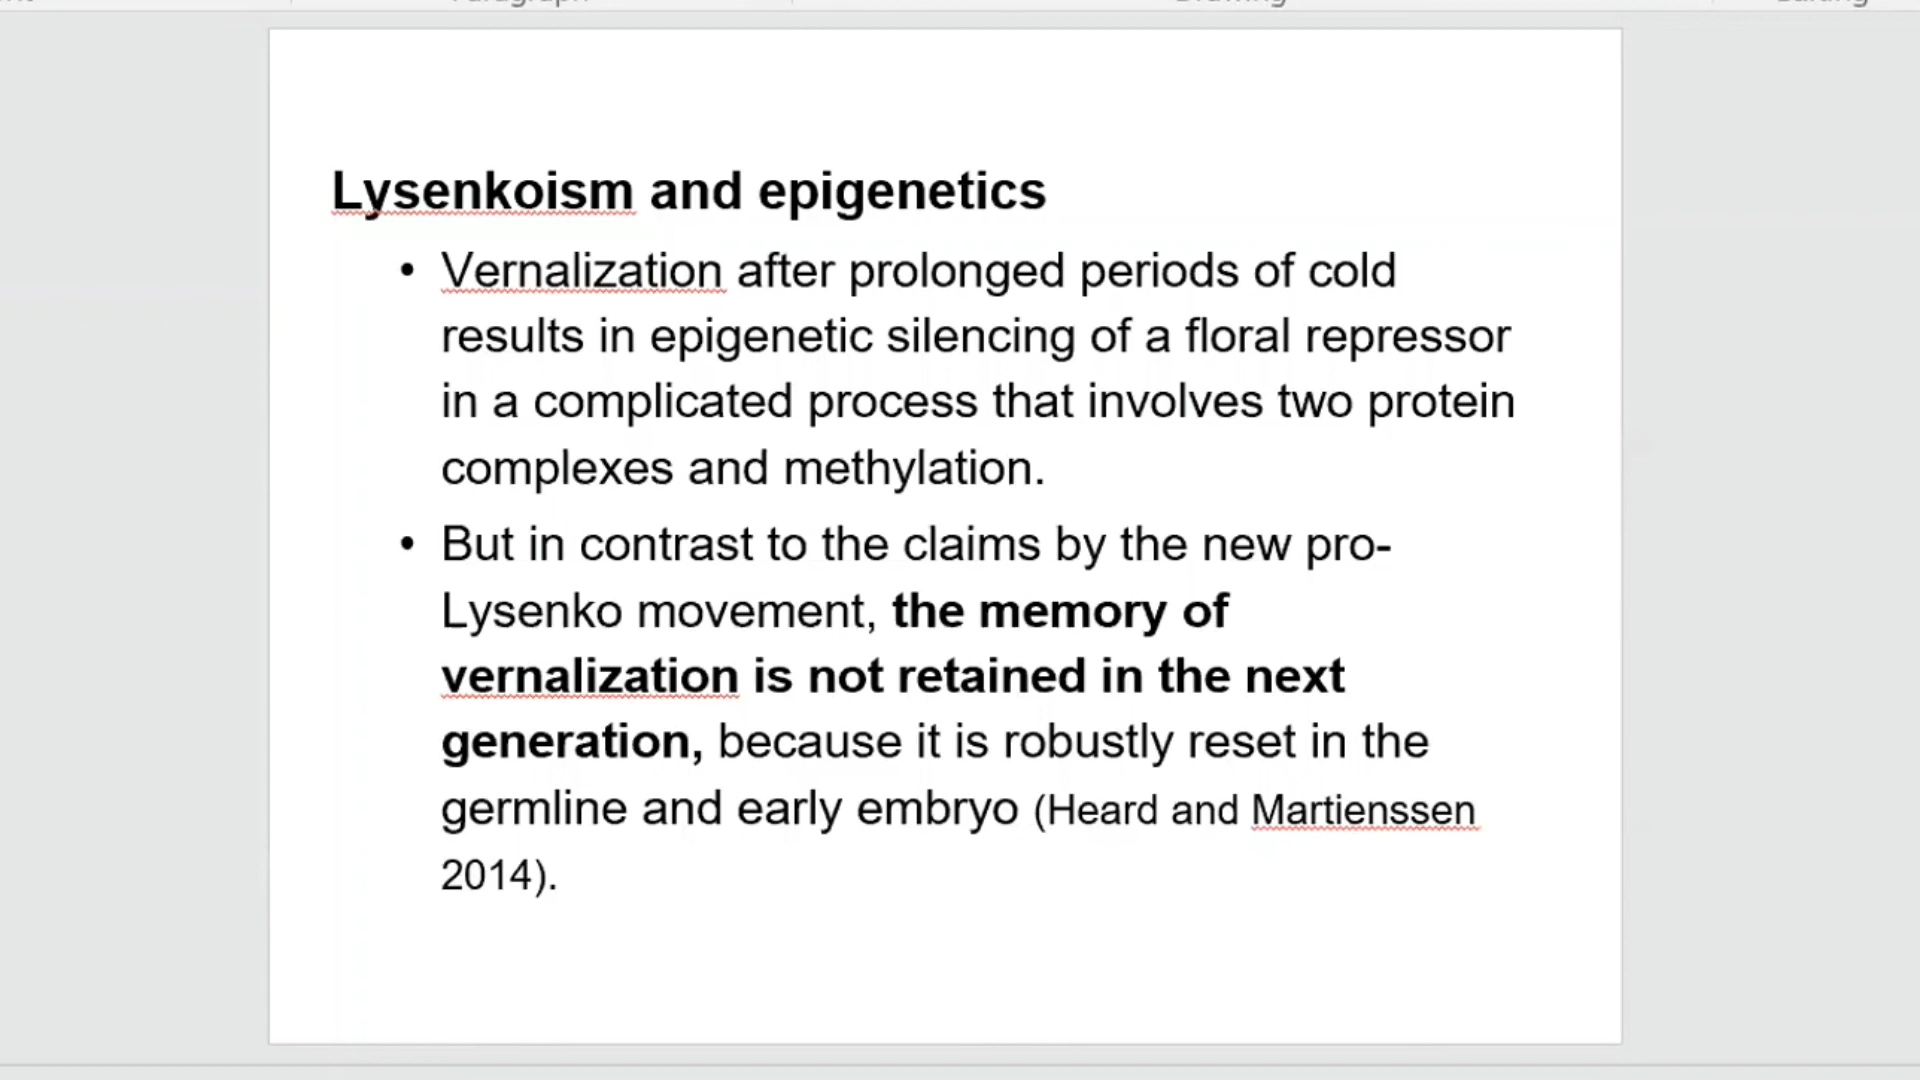 Lysenkoism and epigenetics
• Vernalization after prolonged periods of cold
results in epigenetic silencing of a floral repressor
in a complicated process that involves two protein
complexes and methylation.
• But in contrast to the claims by the new pro-
Lysenko movement, the memory of
vernalization is not retained in the next
generation, because it is robustly reset in the
germline and early embryo (Heard and Martienssen
2014).